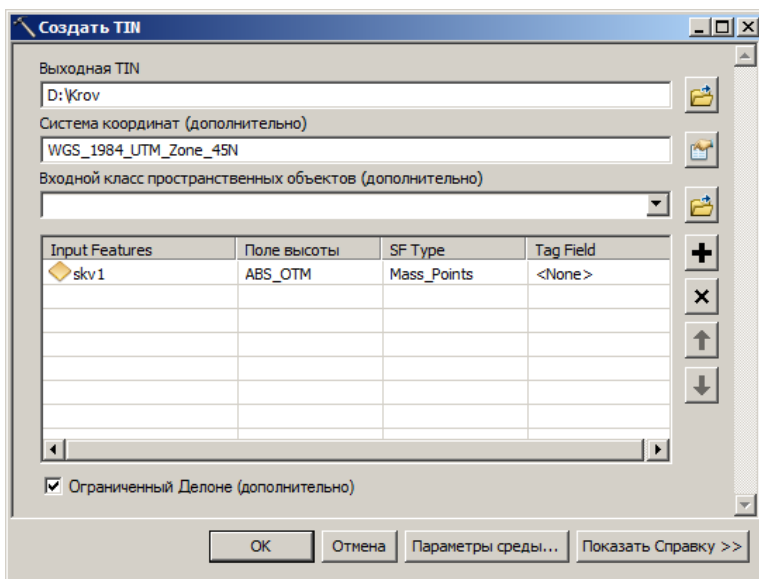 Создать TIN
Выходная TIN
D:\Krov
Система координат (дополнительно)
WGS_1984_UTM_Zone_45N
Входной класс пространственных объектов (дополнительно)
Input Features Поле высоты SF Type Tag Field
skv1 ABS_OTM Mass_Points <None>
Ограниченный Делоне (дополнительно)
OK Отмена Параметры среды... Показать Справку >>